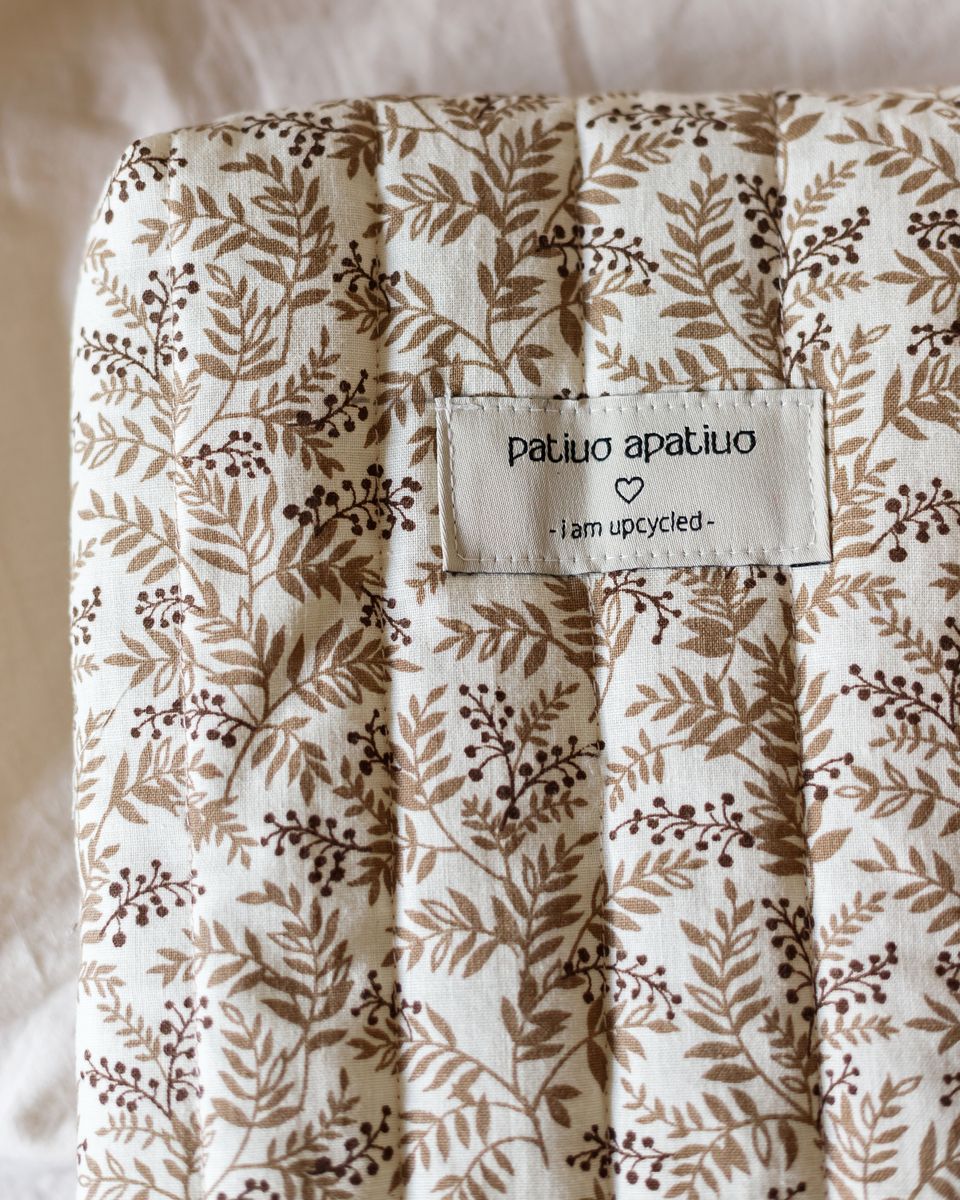 patiuo apatiuo
♡
- i am upcycled -